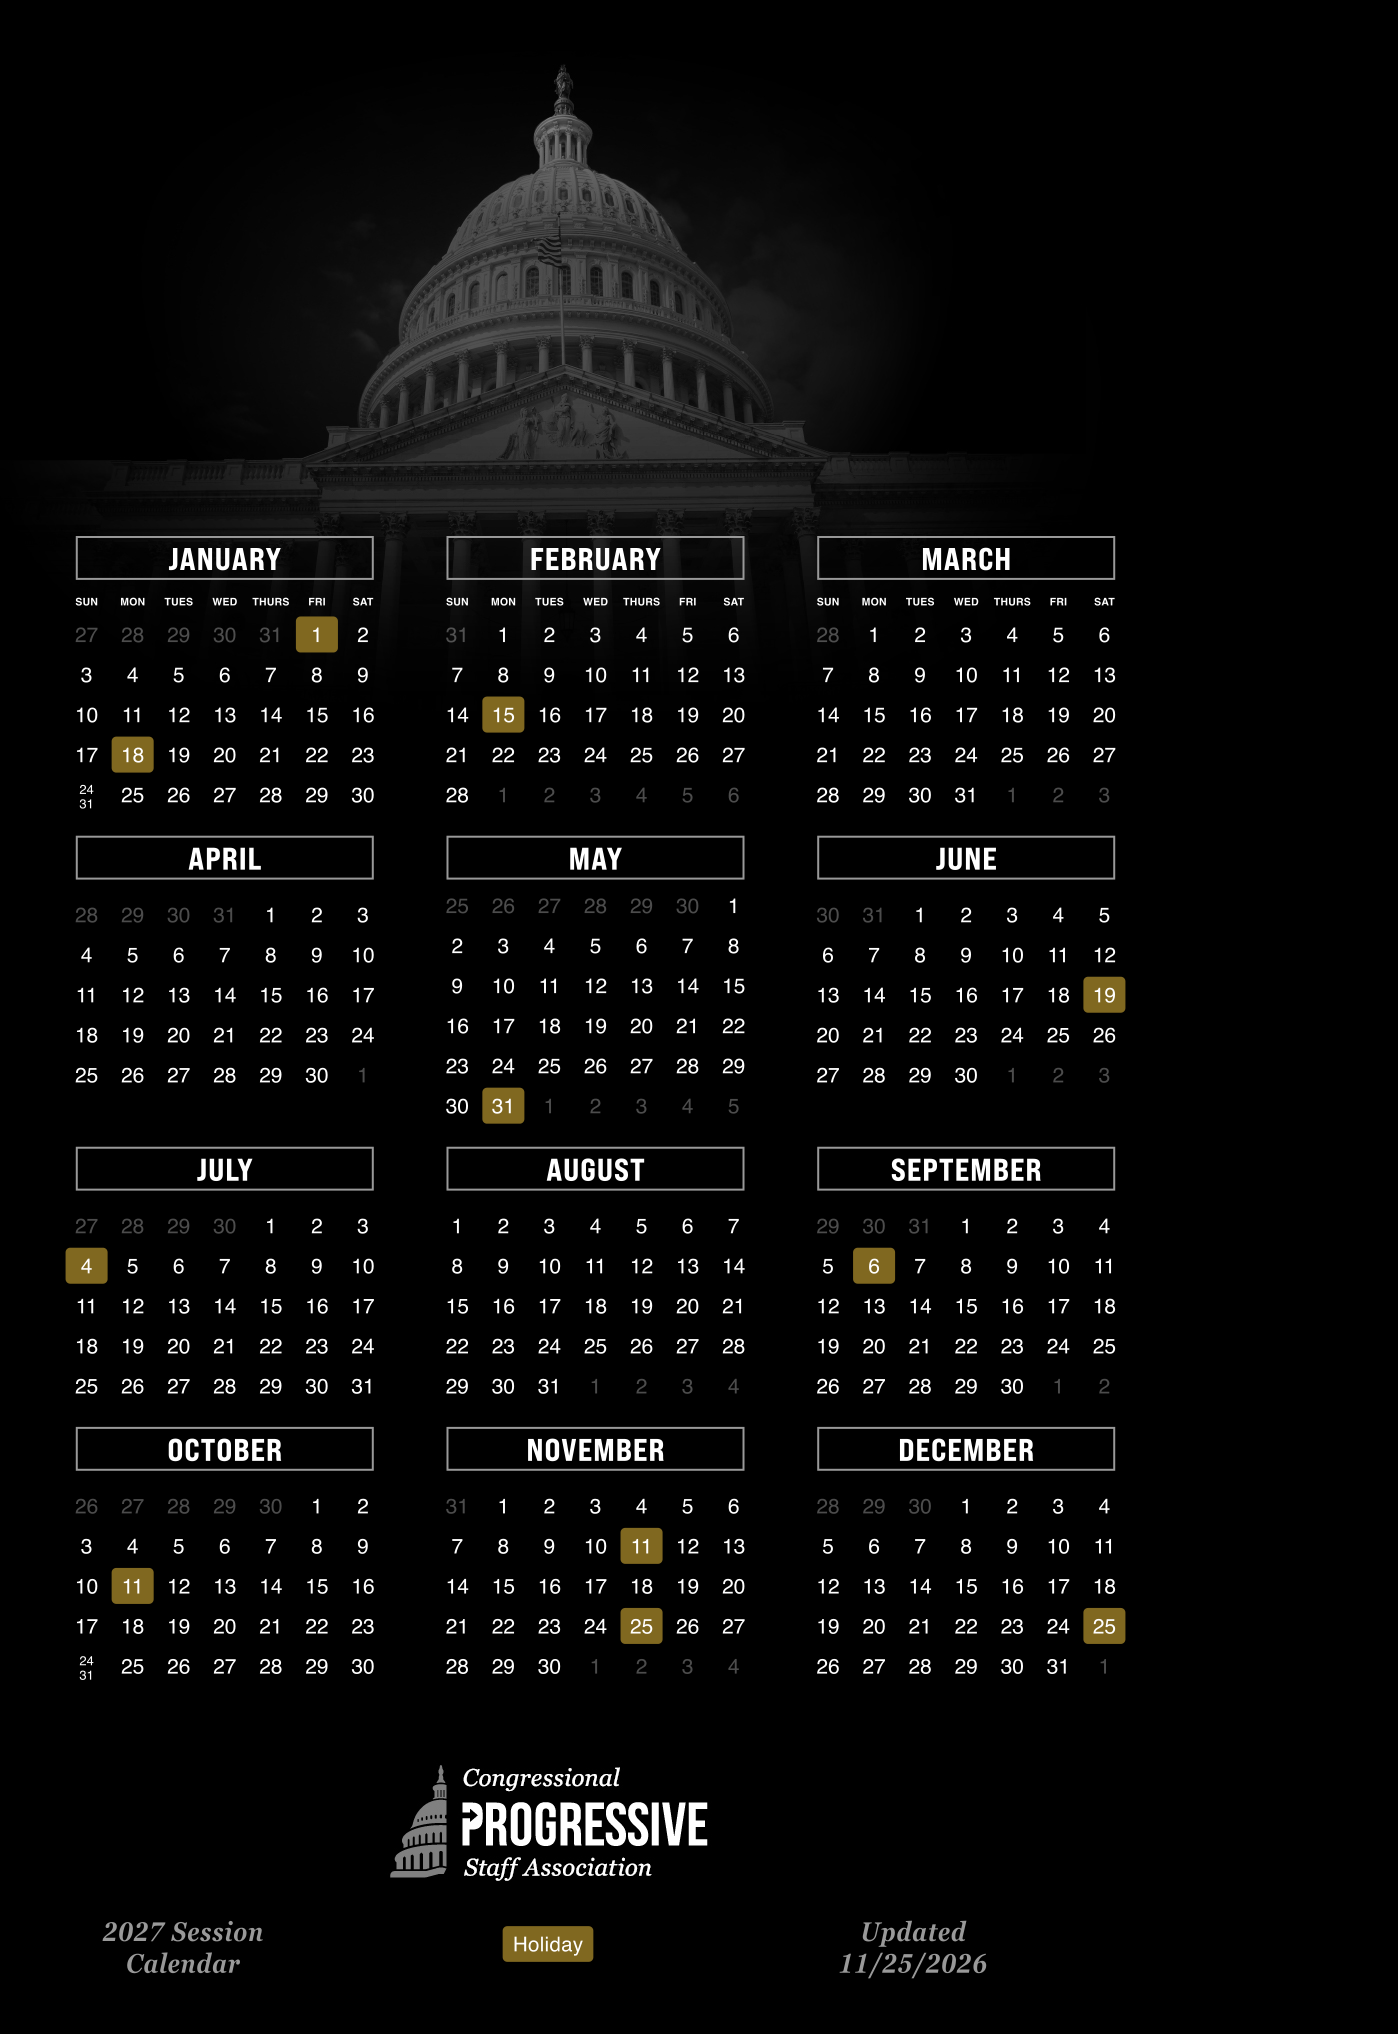 JANUARY FEBRUARY MARCH
SUN MON TUES WED THURS FRI SAT SUN MON TUES WED THURS FRI SAT SUN MON TUES WED THURS FRI SAT
27 28 29 30 31 1 2 31 1 2 3 4 5 6 28 1 2 3 4 5 6
3 4 5 6 7 8 9 7 8 9 10 11 12 13 7 8 9 10 11 12 13
10 11 12 13 14 15 16 14 15 16 17 18 19 20 14 15 16 17 18 19 20
17 18 19 20 21 22 23 21 22 23 24 25 26 27 21 22 23 24 25 26 27
24 31 25 26 27 28 29 30 28 1 2 3 4 5 6 28 29 30 31 1 2 3
APRIL MAY JUNE
28 29 30 31 1 2 3 25 26 27 28 29 30 1 30 31 1 2 3 4 5
4 5 6 7 8 9 10 2 3 4 5 6 7 8 6 7 8 9 10 11 12
11 12 13 14 15 16 17 9 10 11 12 13 14 15 13 14 15 16 17 18 19
18 19 20 21 22 23 24 16 17 18 19 20 21 22 20 21 22 23 24 25 26
25 26 27 28 29 30 1 23 24 25 26 27 28 29 27 28 29 30 1 2 3
30 31 1 2 3 4 5
JULY AUGUST SEPTEMBER
27 28 29 30 1 2 3 1 2 3 4 5 6 7 29 30 31 1 2 3 4
4 5 6 7 8 9 10 8 9 10 11 12 13 14 5 6 7 8 9 10 11
11 12 13 14 15 16 17 15 16 17 18 19 20 21 12 13 14 15 16 17 18
18 19 20 21 22 23 24 22 23 24 25 26 27 28 19 20 21 22 23 24 25
25 26 27 28 29 30 31 29 30 31 1 2 3 4 26 27 28 29 30 1 2
OCTOBER NOVEMBER DECEMBER
26 27 28 29 30 1 2 31 1 2 3 4 5 6 28 29 30 1 2 3 4
3 4 5 6 7 8 9 7 8 9 10 11 12 13 5 6 7 8 9 10 11
10 11 12 13 14 15 16 14 15 16 17 18 19 20 12 13 14 15 16 17 18
17 18 19 20 21 22 23 21 22 23 24 25 26 27 19 20 21 22 23 24 25
24 31 25 26 27 28 29 30 28 29 30 1 2 3 4 26 27 28 29 30 31 1
Congressional
PROGRESSIVE
Staff Association
2027 Session
Calendar
Holiday
Updated
11/25/2026